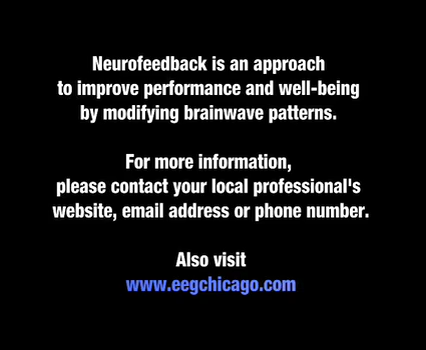 Neurofeedback is an approach
to improve performance and well-being
by modifying brainwave patterns.
For more information,
please contact your local professional's
website, email address or phone number.
Also visit
www.eegchicago.com